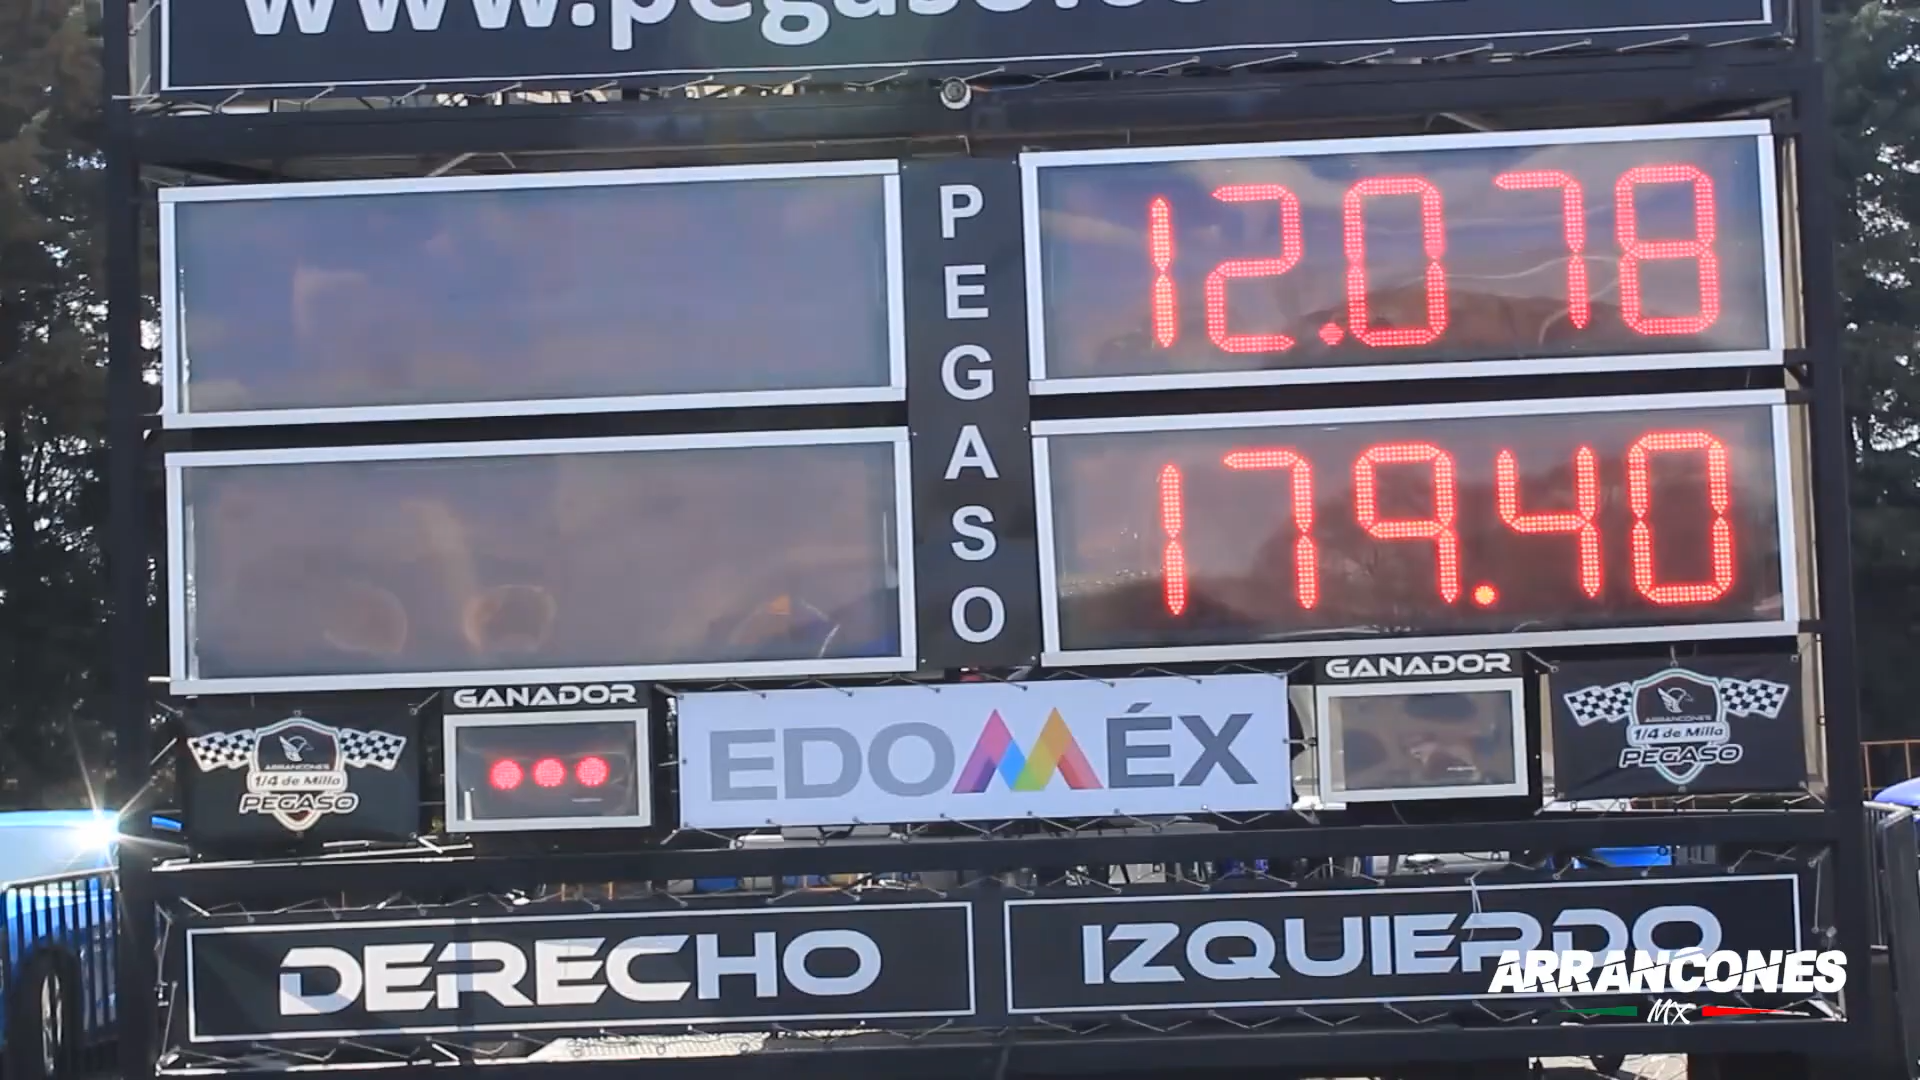 www.pegaso.co
P
E
G
A
S
O
12.078
179.40
GANADOR
GANADOR
EDOMÉX
ARRANCONES
1/4 de Milla
PEGASO
ARRANCONES
1/4 de Milla
PEGASO
DERECHO
IZQUIERDO
ARRANCONES
MX